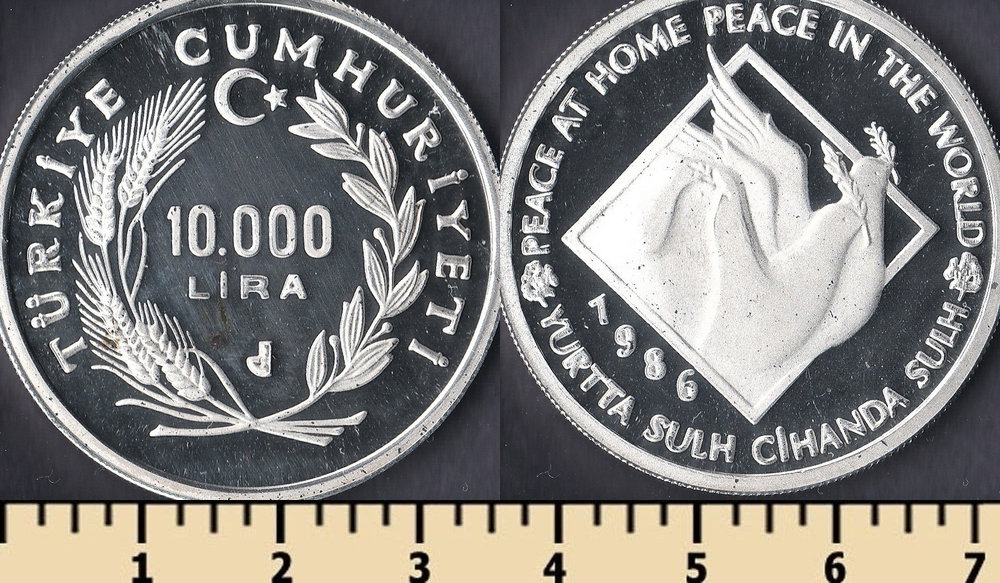 TÜRKİYE CUMHURİYETİ
10.000
LİRA
PEACE AT HOME PEACE IN THE WORLD
1986
YURTTA SULH CİHANDA SULH
1 2 3 4 5 6 7